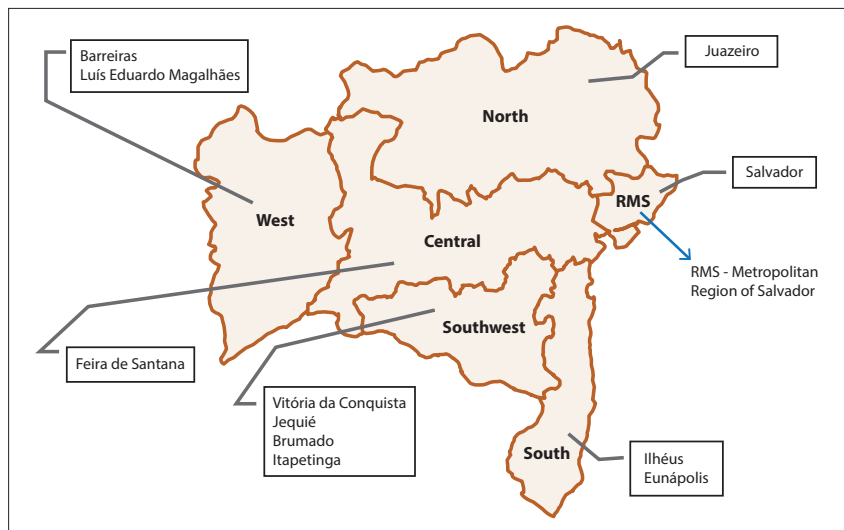 Barreiras
Luís Eduardo Magalhães
Juazeiro
North
Salvador
RMS
West
Central
RMS - Metropolitan
Region of Salvador
Southwest
Feira de Santana
Vitória da Conquista
Jequié
Brumado
Itapetinga
South
Ilhéus
Eunápolis